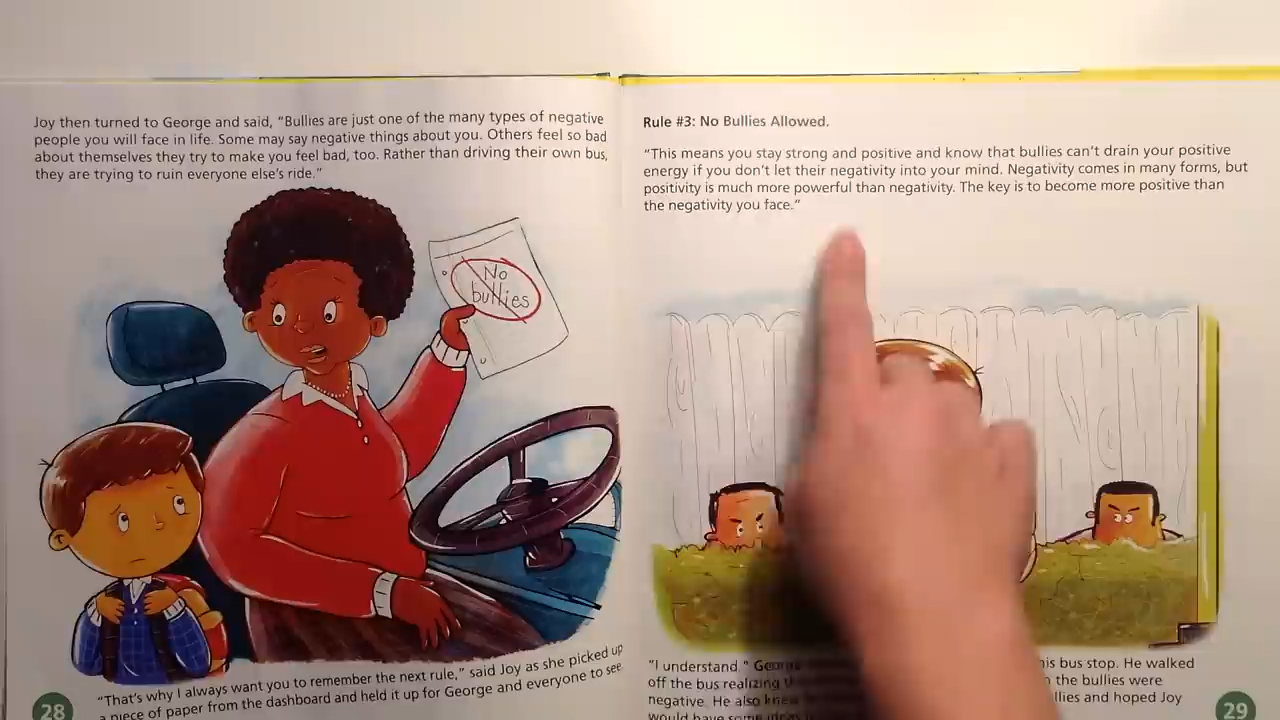 Joy then turned to George and said, “Bullies are just one of the many types of negative
people you will face in life. Some may say negative things about you. Others feel so bad
about themselves they try to make you feel bad, too. Rather than driving their own bus,
they are trying to ruin everyone else’s ride.”
No
bullies
“That’s why I always want you to remember the next rule,” said Joy as she picked up
a piece of paper from the dashboard and held it up for George and everyone to see.
28
Rule #3: No Bullies Allowed.
“This means you stay strong and positive and know that bullies can’t drain your positive
energy if you don’t let their negativity into your mind. Negativity comes in many forms, but
positivity is much more powerful than negativity. The key is to become more positive than
the negativity you face.”
“I understand,” his bus stop. He walked
off the bus realizing the bullies were
negative. He also knew hoped Joy
would have some ideas
29